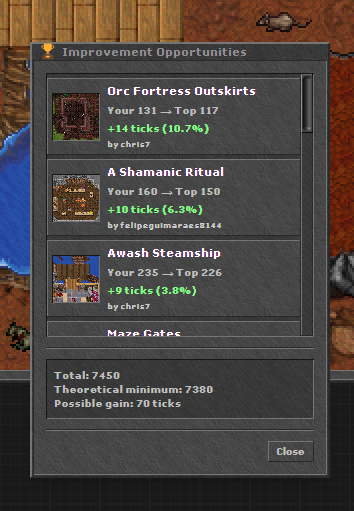 Improvement Opportunities
Orc Fortress Outskirts
Your 131 → Top 117
+14 ticks (10.7%)
by chris7
A Shamanic Ritual
Your 160 → Top 150
+10 ticks (6.3%)
by felipeguimaraes8144
Awash Steamship
Your 235 → Top 226
+9 ticks (3.8%)
by chris7
Maze Gates
Total: 7450
Theoretical minimum: 7380
Possible gain: 70 ticks
Close